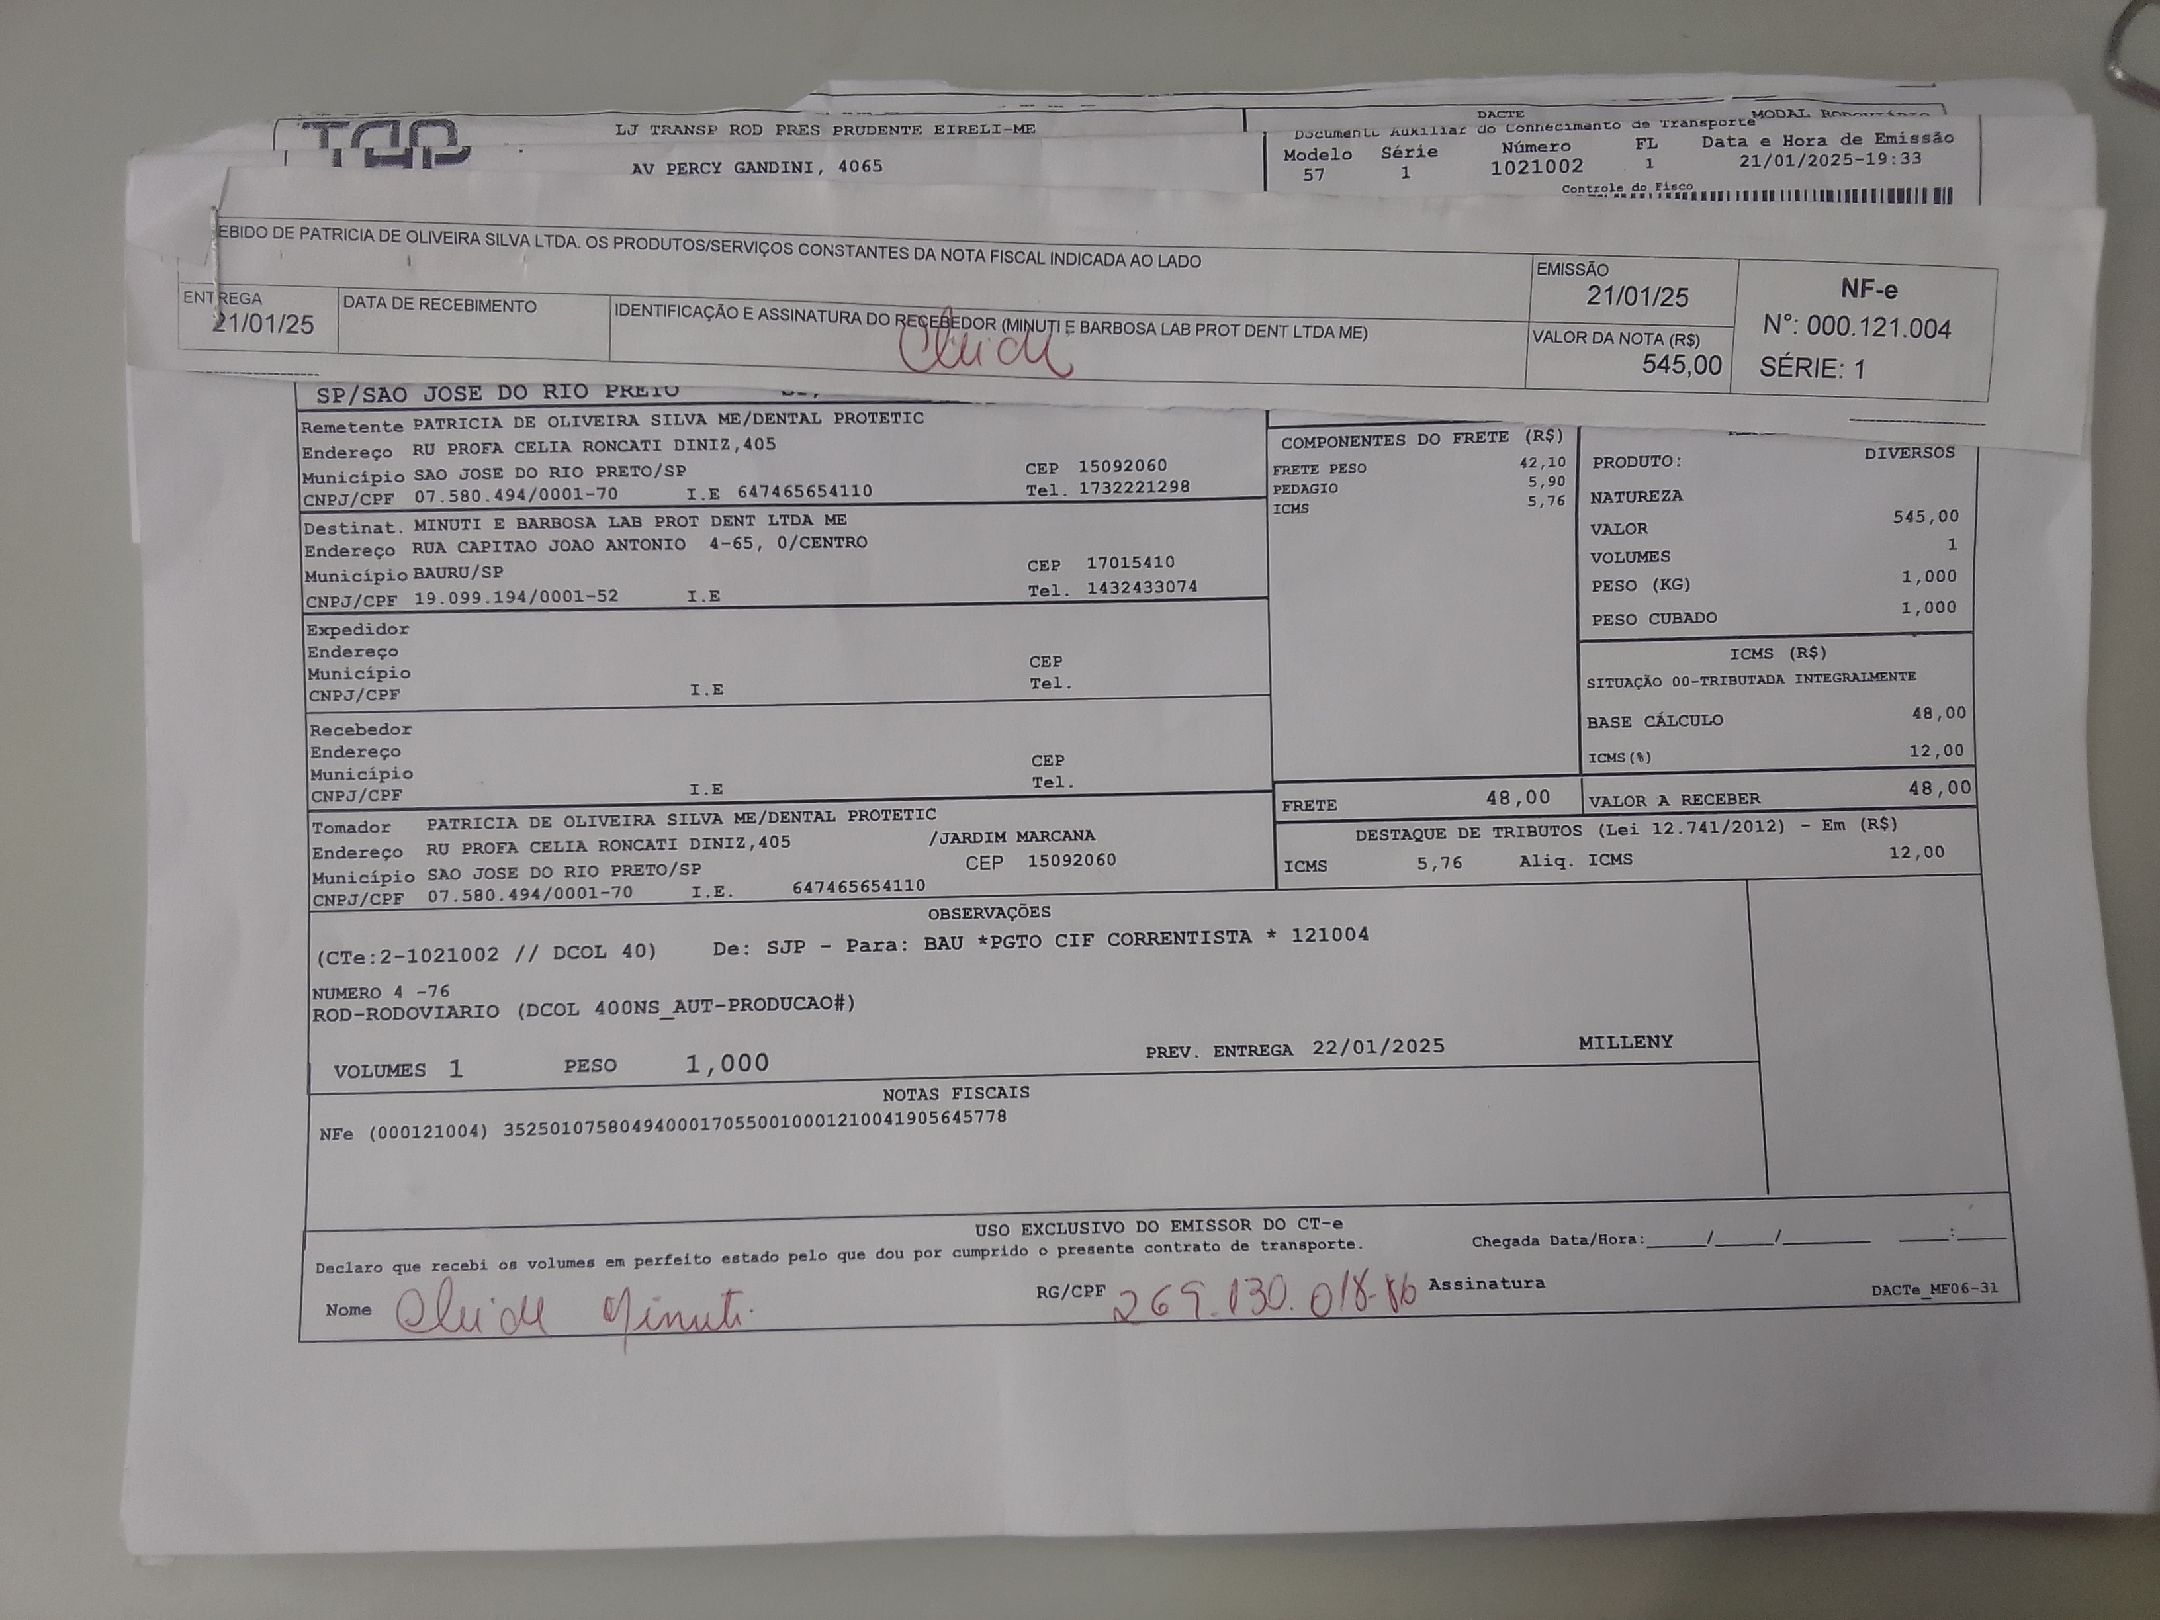 LJ TRANSP ROD PRES PRUDENTE EIRELI-ME
AV PERCY GANDINI, 4065
DACTE
MODAL RODOVIÁRIO
Documento Auxiliar do Conhecimento de Transporte
Modelo Série Número FL Data e Hora de Emissão
57 1 1021002 1 21/01/2025-19:33
Controle do Fisco
EBIDO DE PATRICIA DE OLIVEIRA SILVA LTDA. OS PRODUTOS/SERVIÇOS CONSTANTES DA NOTA FISCAL INDICADA AO LADO
ENTREGA
21/01/25
DATA DE RECEBIMENTO
IDENTIFICAÇÃO E ASSINATURA DO RECEBEDOR (MINUTI E BARBOSA LAB PROT DENT LTDA ME)
EMISSÃO
21/01/25
VALOR DA NOTA (R$)
545,00
NF-e
Nº: 000.121.004
SÉRIE: 1
SP/SAO JOSE DO RIO PRETO
Remetente PATRICIA DE OLIVEIRA SILVA ME/DENTAL PROTETIC
Endereço RU PROFA CELIA RONCATI DINIZ,405
Município SAO JOSE DO RIO PRETO/SP CEP 15092060
CNPJ/CPF 07.580.494/0001-70 I.E 647465654110 Tel. 1732221298
Destinat. MINUTI E BARBOSA LAB PROT DENT LTDA ME
Endereço RUA CAPITAO JOAO ANTONIO 4-65, 0/CENTRO
Município BAURU/SP CEP 17015410
CNPJ/CPF 19.099.194/0001-52 I.E Tel. 1432433074
Expedidor
Endereço
Município CEP
CNPJ/CPF I.E Tel.
Recebedor
Endereço
Município CEP
CNPJ/CPF I.E Tel.
Tomador PATRICIA DE OLIVEIRA SILVA ME/DENTAL PROTETIC
Endereço RU PROFA CELIA RONCATI DINIZ,405 /JARDIM MARCANA
Município SAO JOSE DO RIO PRETO/SP CEP 15092060
CNPJ/CPF 07.580.494/0001-70 I.E. 647465654110
COMPONENTES DO FRETE (R$)
FRETE PESO 42,10
PEDAGIO 5,90
ICMS 5,76
PRODUTO: DIVERSOS
NATUREZA
VALOR 545,00
VOLUMES 1
PESO (KG) 1,000
PESO CUBADO 1,000
ICMS (R$)
SITUAÇÃO 00-TRIBUTADA INTEGRALMENTE
BASE CÁLCULO 48,00
ICMS(%) 12,00
FRETE 48,00 VALOR A RECEBER 48,00
DESTAQUE DE TRIBUTOS (Lei 12.741/2012) - Em (R$)
ICMS 5,76 Aliq. ICMS 12,00
OBSERVAÇÕES
(CTe:2-1021002 // DCOL 40) De: SJP - Para: BAU *PGTO CIF CORRENTISTA * 121004
NUMERO 4 -76
ROD-RODOVIARIO (DCOL 400NS_AUT-PRODUCAO#)
VOLUMES 1 PESO 1,000 PREV. ENTREGA 22/01/2025 MILLENY
NOTAS FISCAIS
NFe (000121004) 35250107580494000170550010001210041905645778
USO EXCLUSIVO DO EMISSOR DO CT-e
Declaro que recebi os volumes em perfeito estado pelo que dou por cumprido o presente contrato de transporte. Chegada Data/Hora:_____/_____/_______ ____:____
Nome Minuti RG/CPF 269.130.018-86 Assinatura DACTe_MF06-31